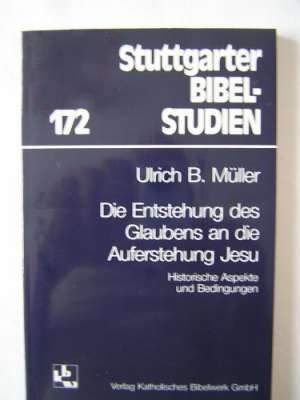 Stuttgarter
BIBEL-
172 STUDIEN
Ulrich B. Müller
Die Entstehung des
Glaubens an die
Auferstehung Jesu
Historische Aspekte
und Bedingungen
Verlag Katholisches Bibelwerk GmbH